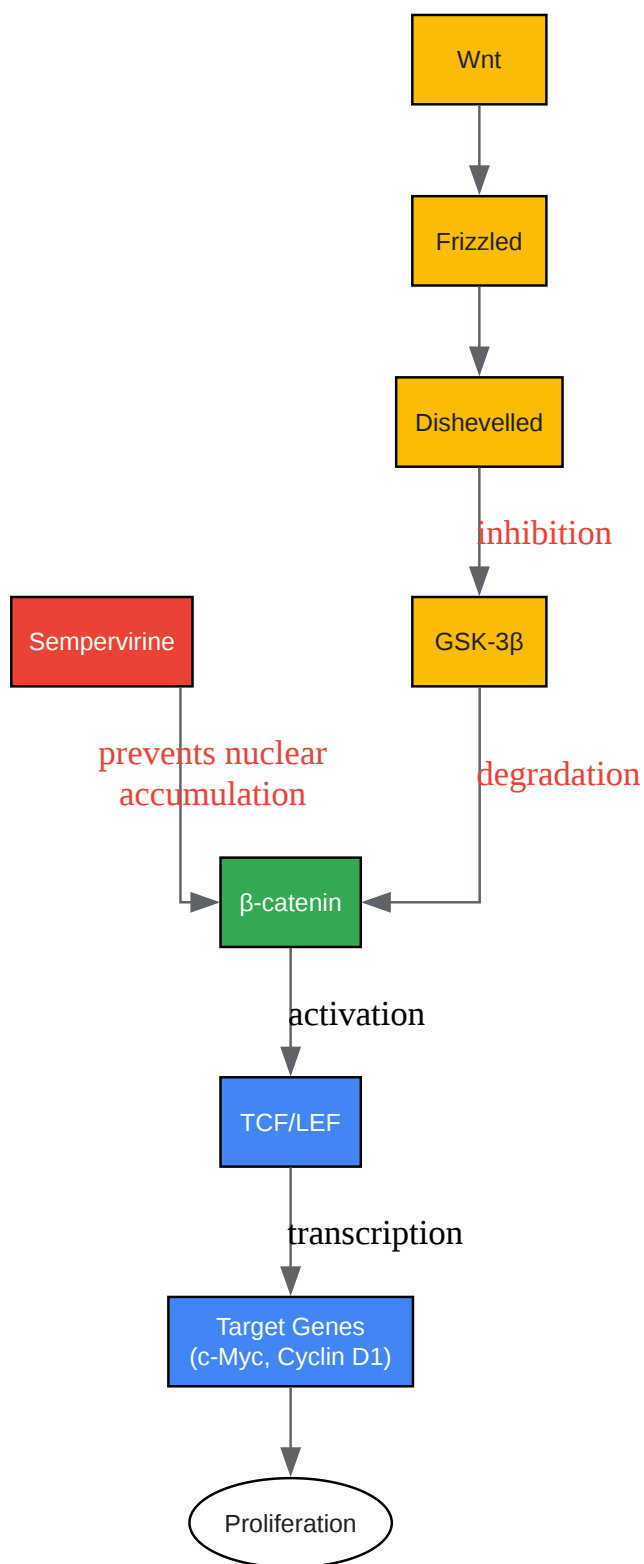 Wnt
Frizzled
Dishevelled
inhibition
Sempervirine
GSK-3β
prevents nuclear
accumulation
degradation
β-catenin
activation
TCF/LEF
transcription
Target Genes
(c-Myc, Cyclin D1)
Proliferation